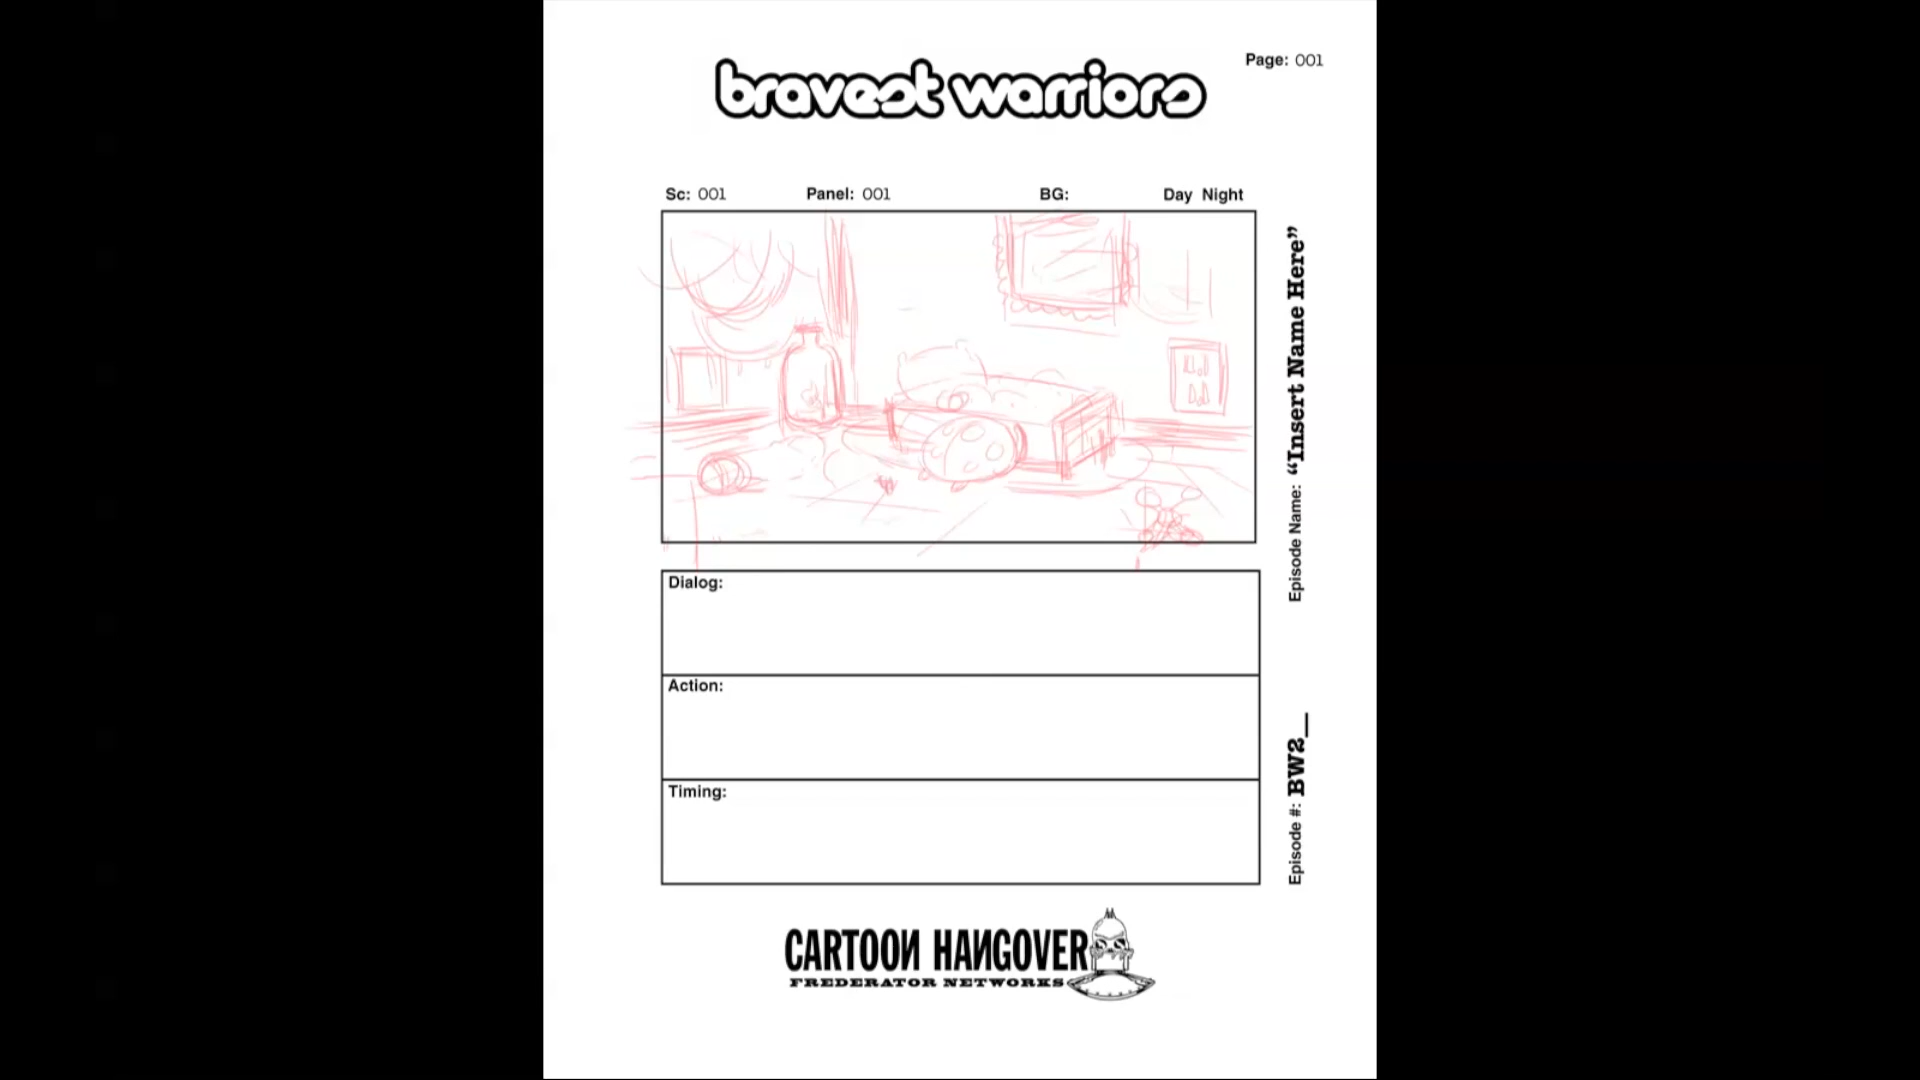 Page: 001
bravest warriors
Sc: 001 Panel: 001 BG: Day Night
Dialog:
Action:
Timing:
Episode Name: “Insert Name Here”
Episode #: BW2__
CARTOON HANGOVER
FREDERATOR NETWORKS